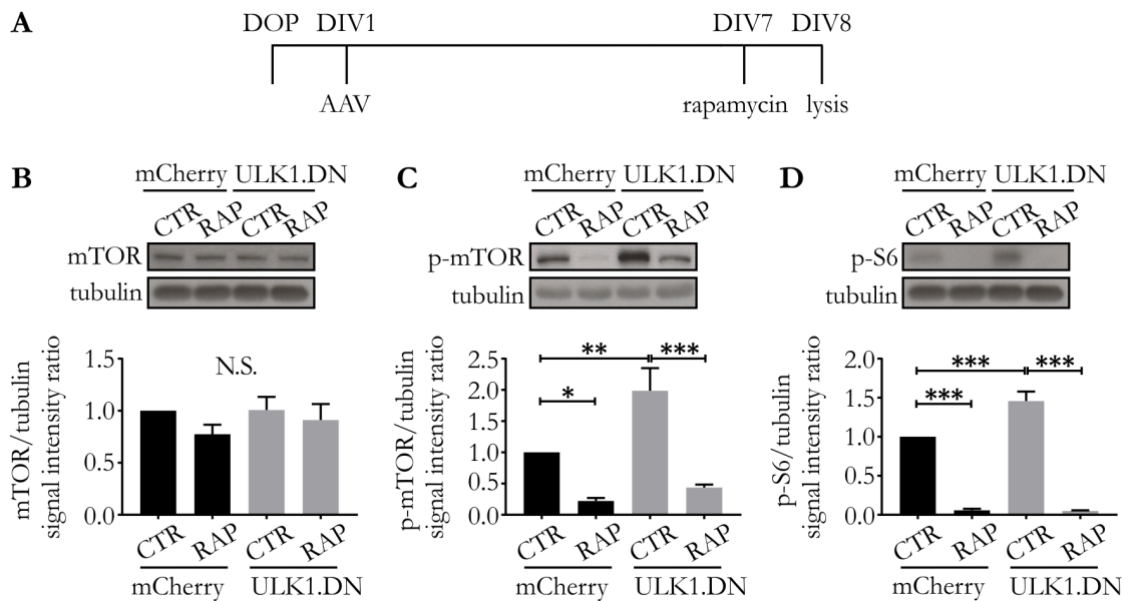 A
DOP DIV1 DIV7 DIV8
AAV rapamycin lysis
B
mCherry ULK1.DN
CTR RAP CTR RAP
mTOR
tubulin
mTOR/tubulin
signal intensity ratio
1.5
1.0
0.5
0.0
N.S.
CTR RAP CTR RAP
mCherry ULK1.DN
C
mCherry ULK1.DN
CTR RAP CTR RAP
p-mTOR
tubulin
p-mTOR/tubulin
signal intensity ratio
2.5
2.0
1.5
1.0
0.5
0.0
** ***
*
CTR RAP CTR RAP
mCherry ULK1.DN
D
mCherry ULK1.DN
CTR RAP CTR RAP
p-S6
tubulin
p-S6/tubulin
signal intensity ratio
2.0
1.5
1.0
0.5
0.0
*** ***
***
CTR RAP CTR RAP
mCherry ULK1.DN